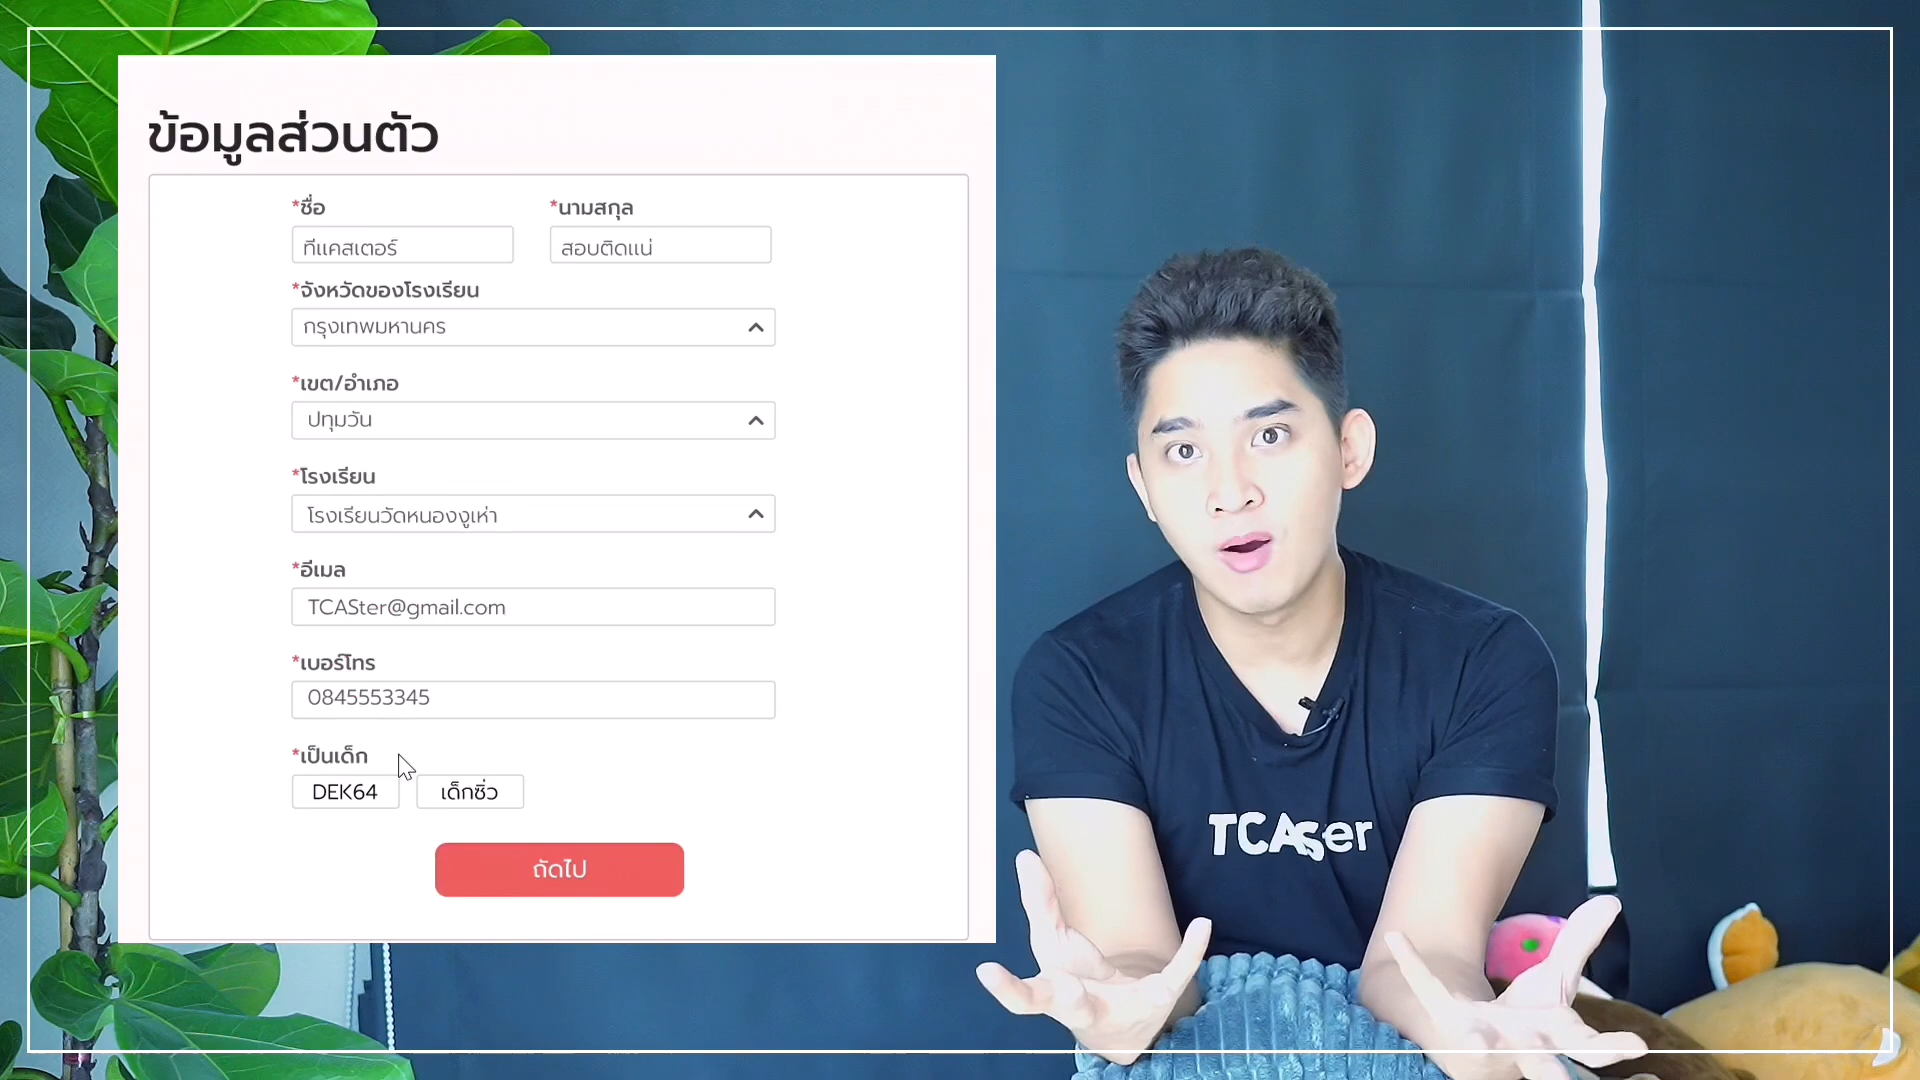 ข้อมูลส่วนตัว
*ชื่อ *นามสกุล
ทีแคสเตอร์ สอบติดแน่
*จังหวัดของโรงเรียน
กรุงเทพมหานคร
*เขต/อำเภอ
ปทุมวัน
*โรงเรียน
โรงเรียนวัดหนองงูเห่า
*อีเมล
TCASter@gmail.com
*เบอร์โทร
0845553345
*เป็นเด็ก
DEK64 เด็กซิ่ว
ถัดไป
TCASter